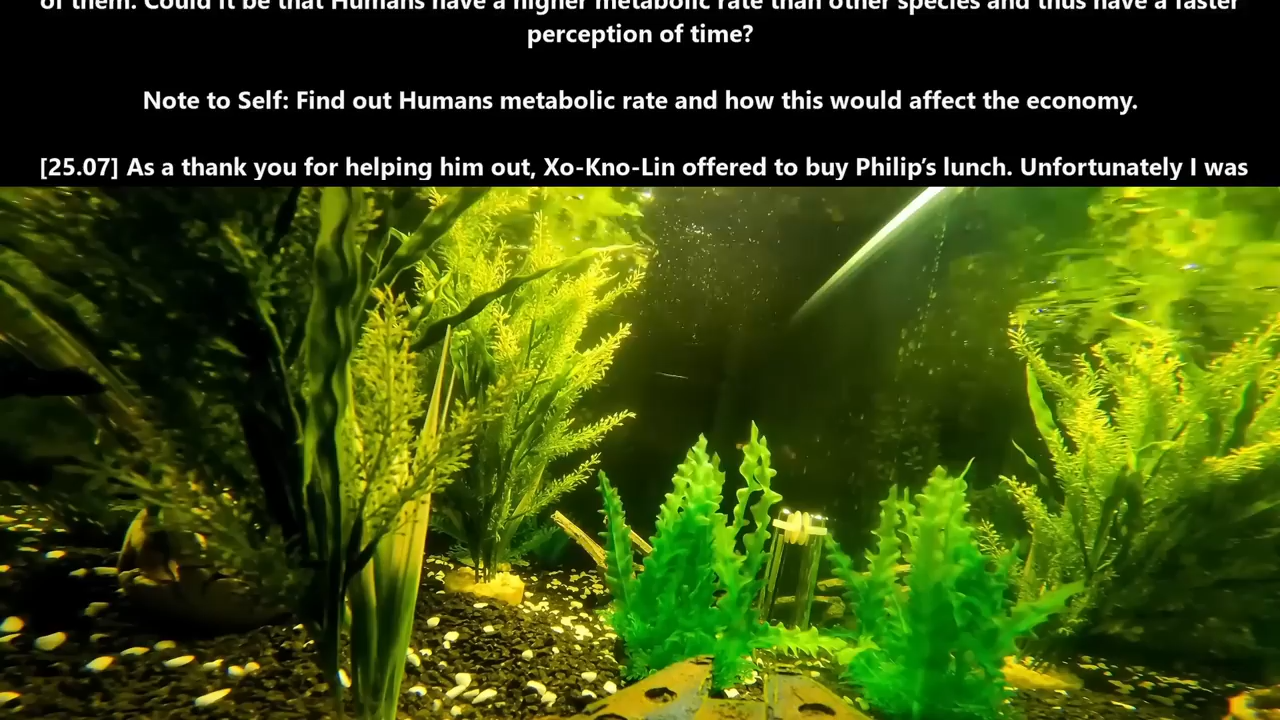 of them. Could it be that Humans have a higher metabolic rate than other species and thus have a faster
perception of time?
Note to Self: Find out Humans metabolic rate and how this would affect the economy.
[25.07] As a thank you for helping him out, Xo-Kno-Lin offered to buy Philip’s lunch. Unfortunately I was